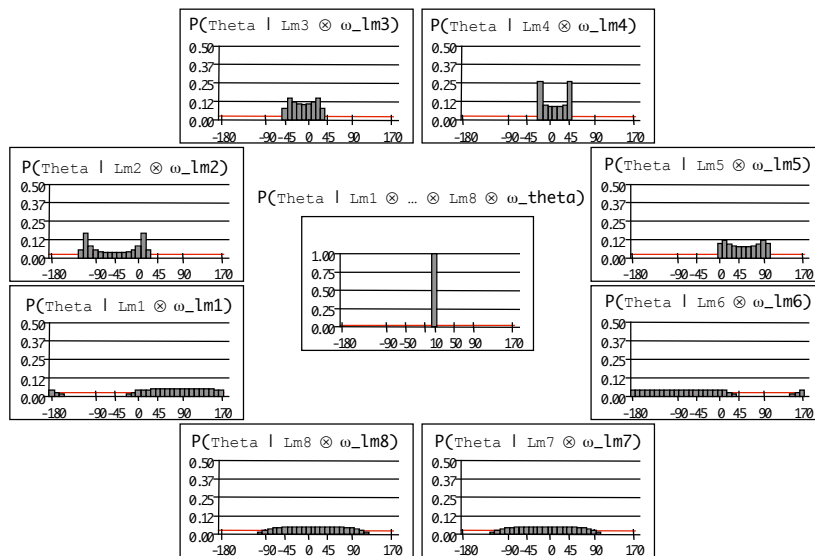 P(Theta | Lm3 ⊗ ω_lm3)
0.50
0.37
0.25
0.12
0.00
-180 -90 -45 0 45 90 170
P(Theta | Lm4 ⊗ ω_lm4)
0.50
0.37
0.25
0.12
0.00
-180 -90 -45 0 45 90 170
P(Theta | Lm2 ⊗ ω_lm2)
0.50
0.37
0.25
0.12
0.00
-180 -90 -45 0 45 90 170
P(Theta | Lm1 ⊗ … ⊗ Lm8 ⊗ ω_theta)
1.00
0.75
0.50
0.25
0.00
-180 -90 -50 10 50 90 170
P(Theta | Lm5 ⊗ ω_lm5)
0.50
0.37
0.25
0.12
0.00
-180 -90 -45 0 45 90 170
P(Theta | Lm1 ⊗ ω_lm1)
0.50
0.37
0.25
0.12
0.00
-180 -90 -45 0 45 90 170
P(Theta | Lm6 ⊗ ω_lm6)
0.50
0.37
0.25
0.12
0.00
-180 -90 -45 0 45 90 170
P(Theta | Lm8 ⊗ ω_lm8)
0.50
0.37
0.25
0.12
0.00
-180 -90 -45 0 45 90 170
P(Theta | Lm7 ⊗ ω_lm7)
0.50
0.37
0.25
0.12
0.00
-180 -90 -45 0 45 90 170